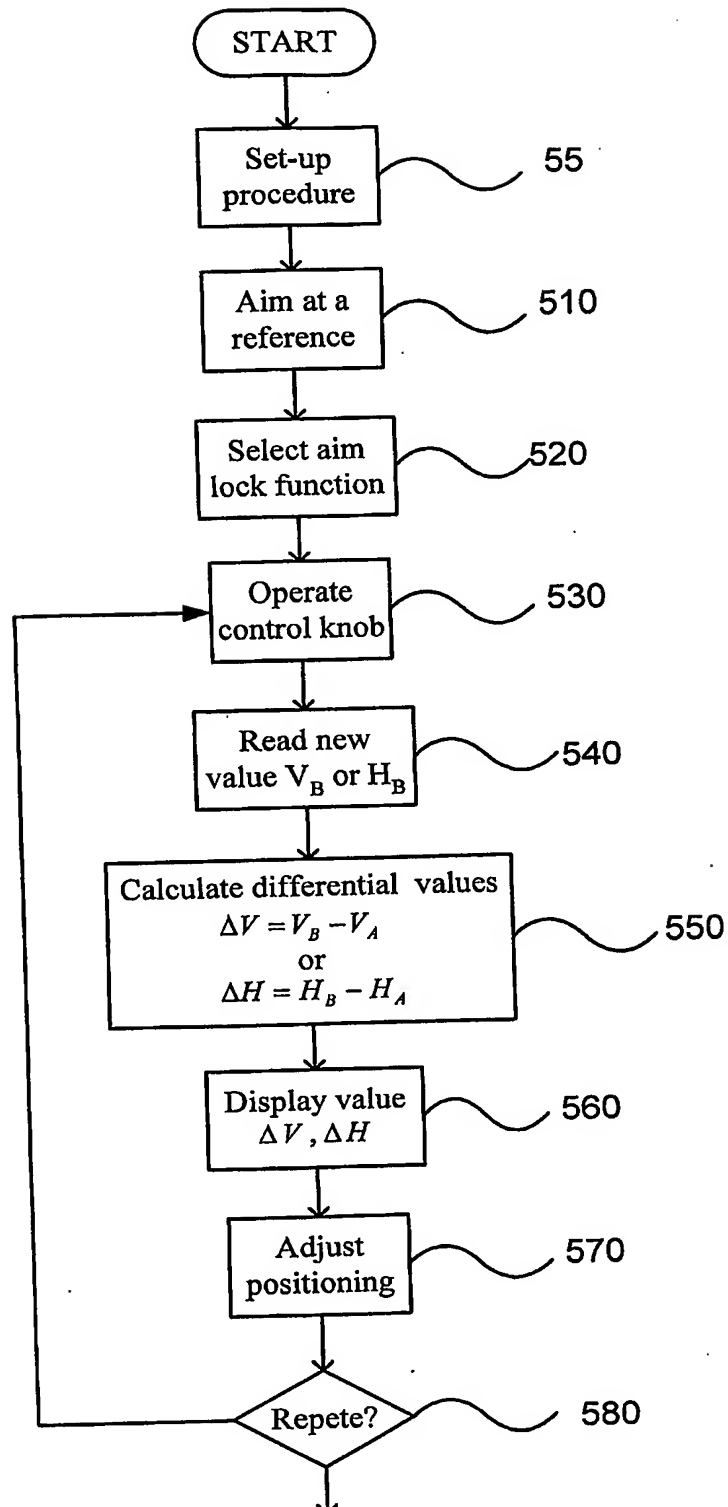 START
Set-up
procedure
55
Aim at a
reference
510
Select aim
lock function
520
Operate
control knob
530
Read new
value V_B or H_B
540
Calculate differential values
ΔV = V_B − V_A
or
ΔH = H_B − H_A
550
Display value
ΔV , ΔH
560
Adjust
positioning
570
Repete?
580